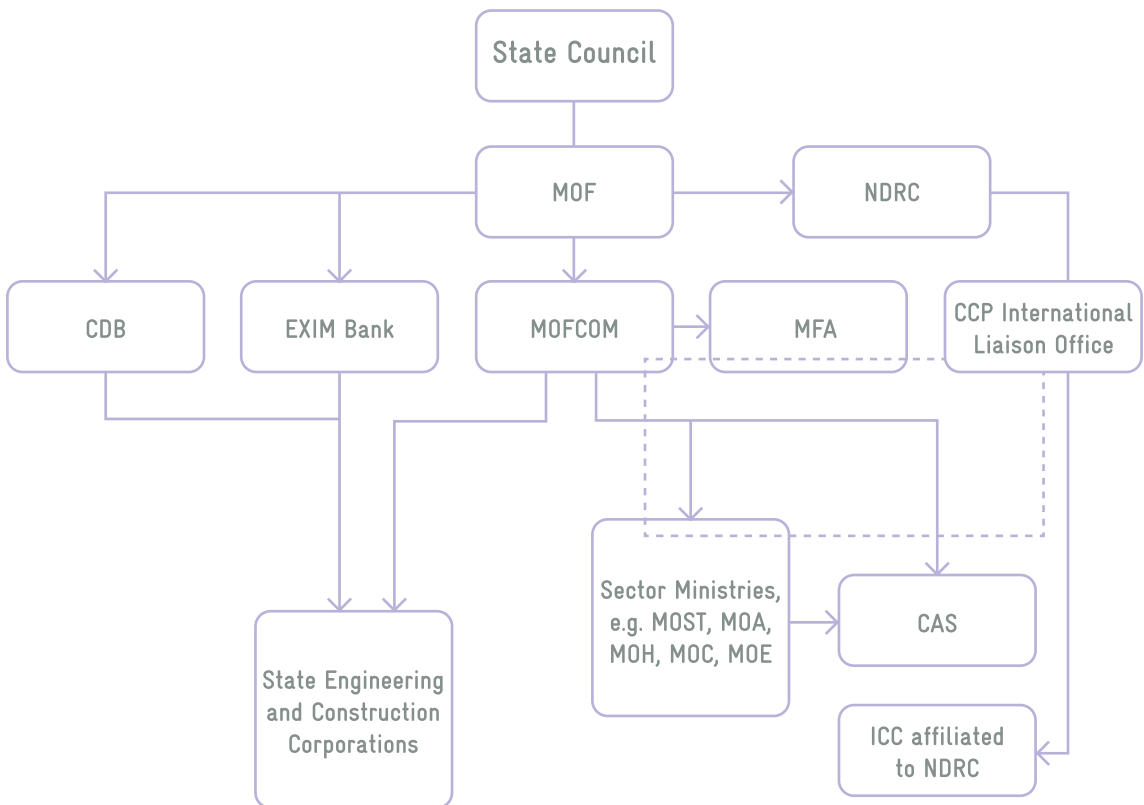 State Council
MOF
NDRC
CDB
EXIM Bank
MOFCOM
MFA
CCP International
Liaison Office
Sector Ministries,
e.g. MOST, MOA,
MOH, MOC, MOE
CAS
State Engineering
and Construction
Corporations
ICC affiliated
to NDRC